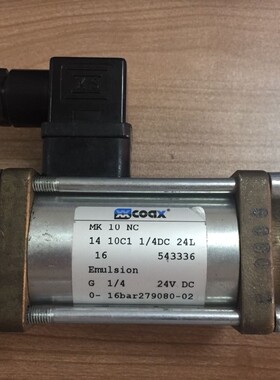 coax®
MK 10 NC
14 10C1 1/4DC 24L
16 543336
Emulsion
G 1/4 24V DC
0- 16bar279080-02